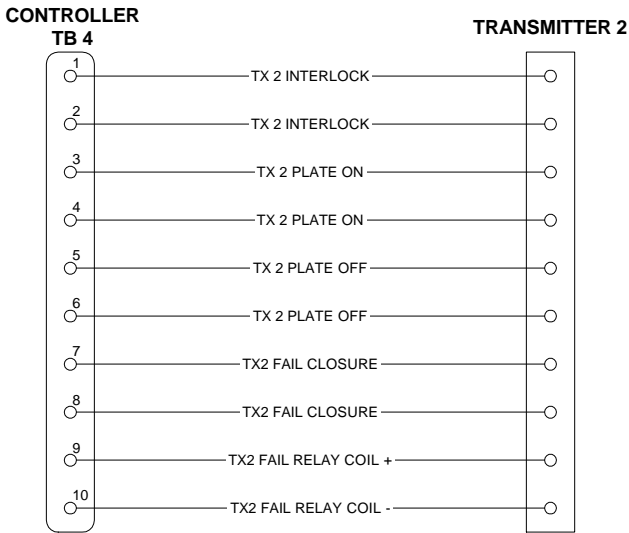 CONTROLLER
TB 4
TRANSMITTER 2
1 TX 2 INTERLOCK
2 TX 2 INTERLOCK
3 TX 2 PLATE ON
4 TX 2 PLATE ON
5 TX 2 PLATE OFF
6 TX 2 PLATE OFF
7 TX2 FAIL CLOSURE
8 TX2 FAIL CLOSURE
9 TX2 FAIL RELAY COIL +
10 TX2 FAIL RELAY COIL -